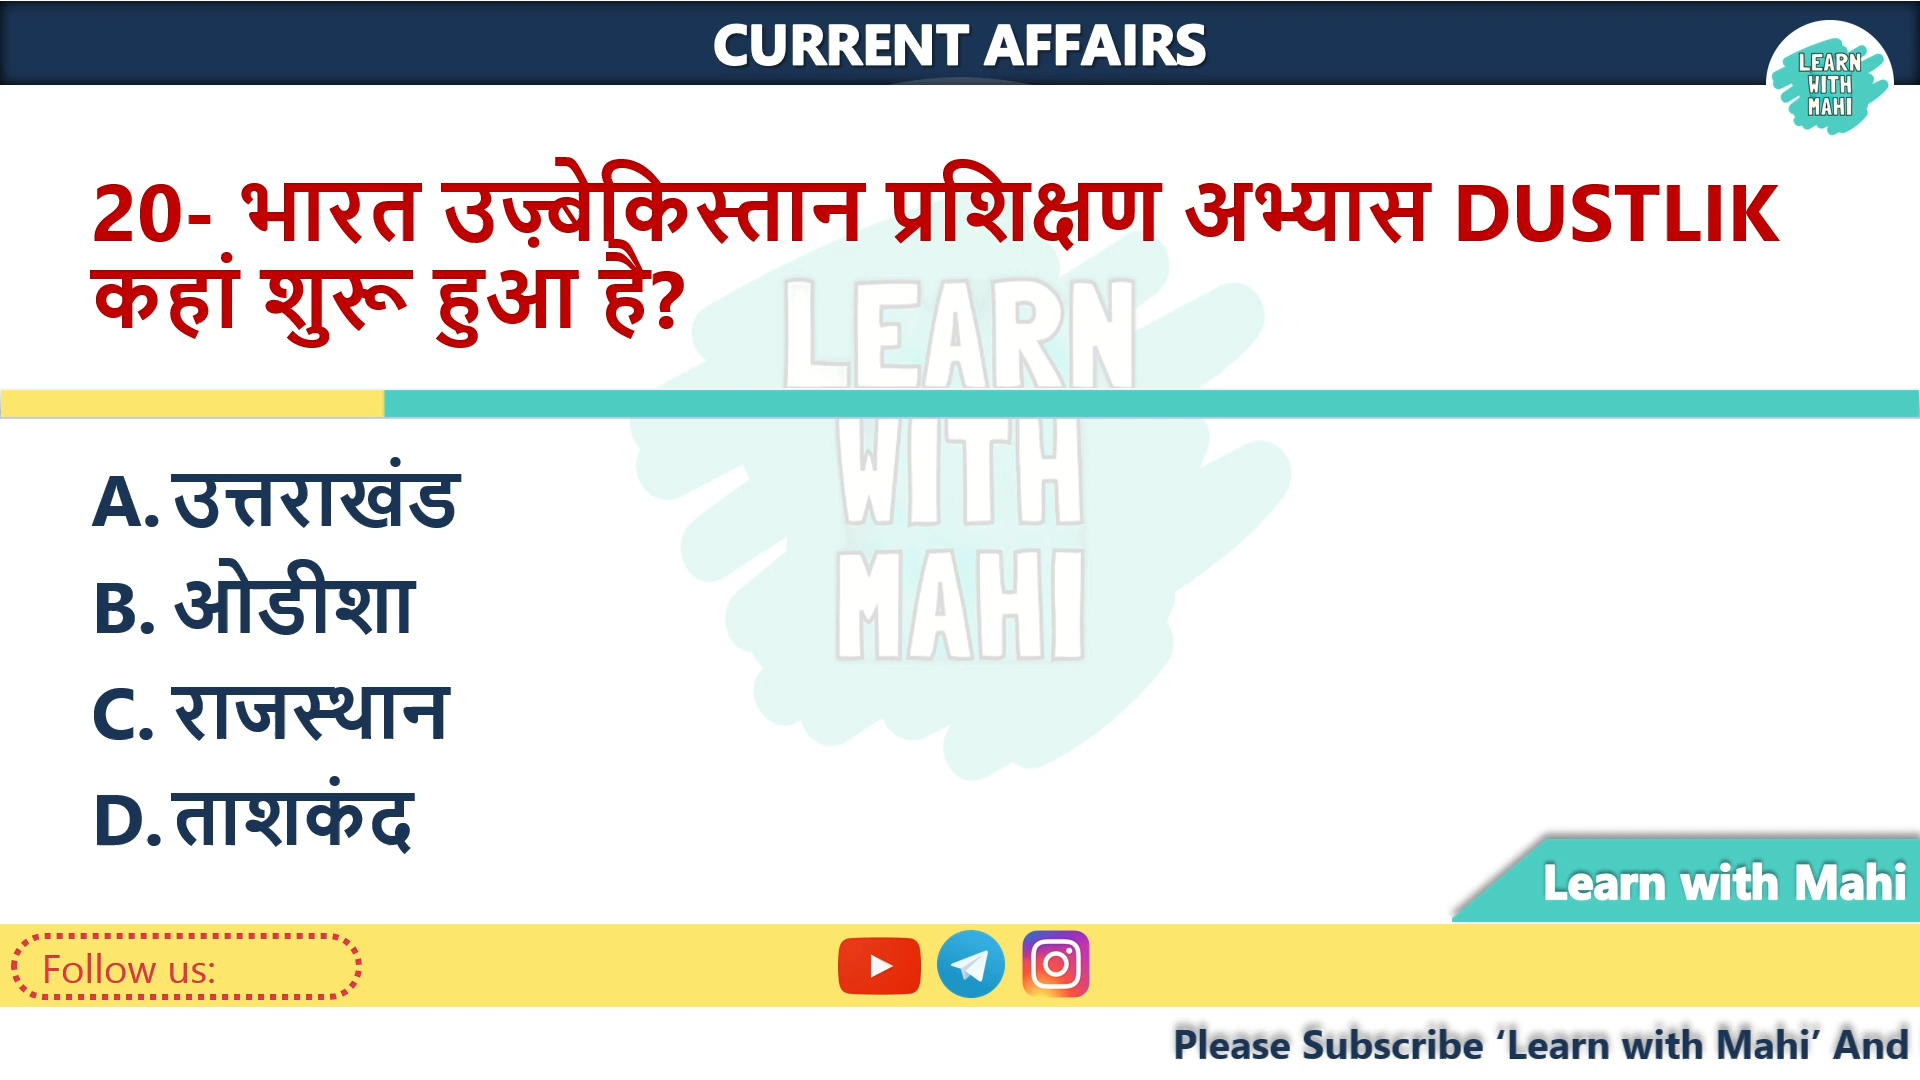 CURRENT AFFAIRS
LEARN
WITH
MAHI
20- भारत उज़्बेकिस्तान प्रशिक्षण अभ्यास DUSTLIK
कहां शुरू हुआ है?
LEARN
WITH
MAHI
A. उत्तराखंड
B. ओडीशा
C. राजस्थान
D. ताशकंद
Learn with Mahi
Follow us:
Please Subscribe ‘Learn with Mahi’ And